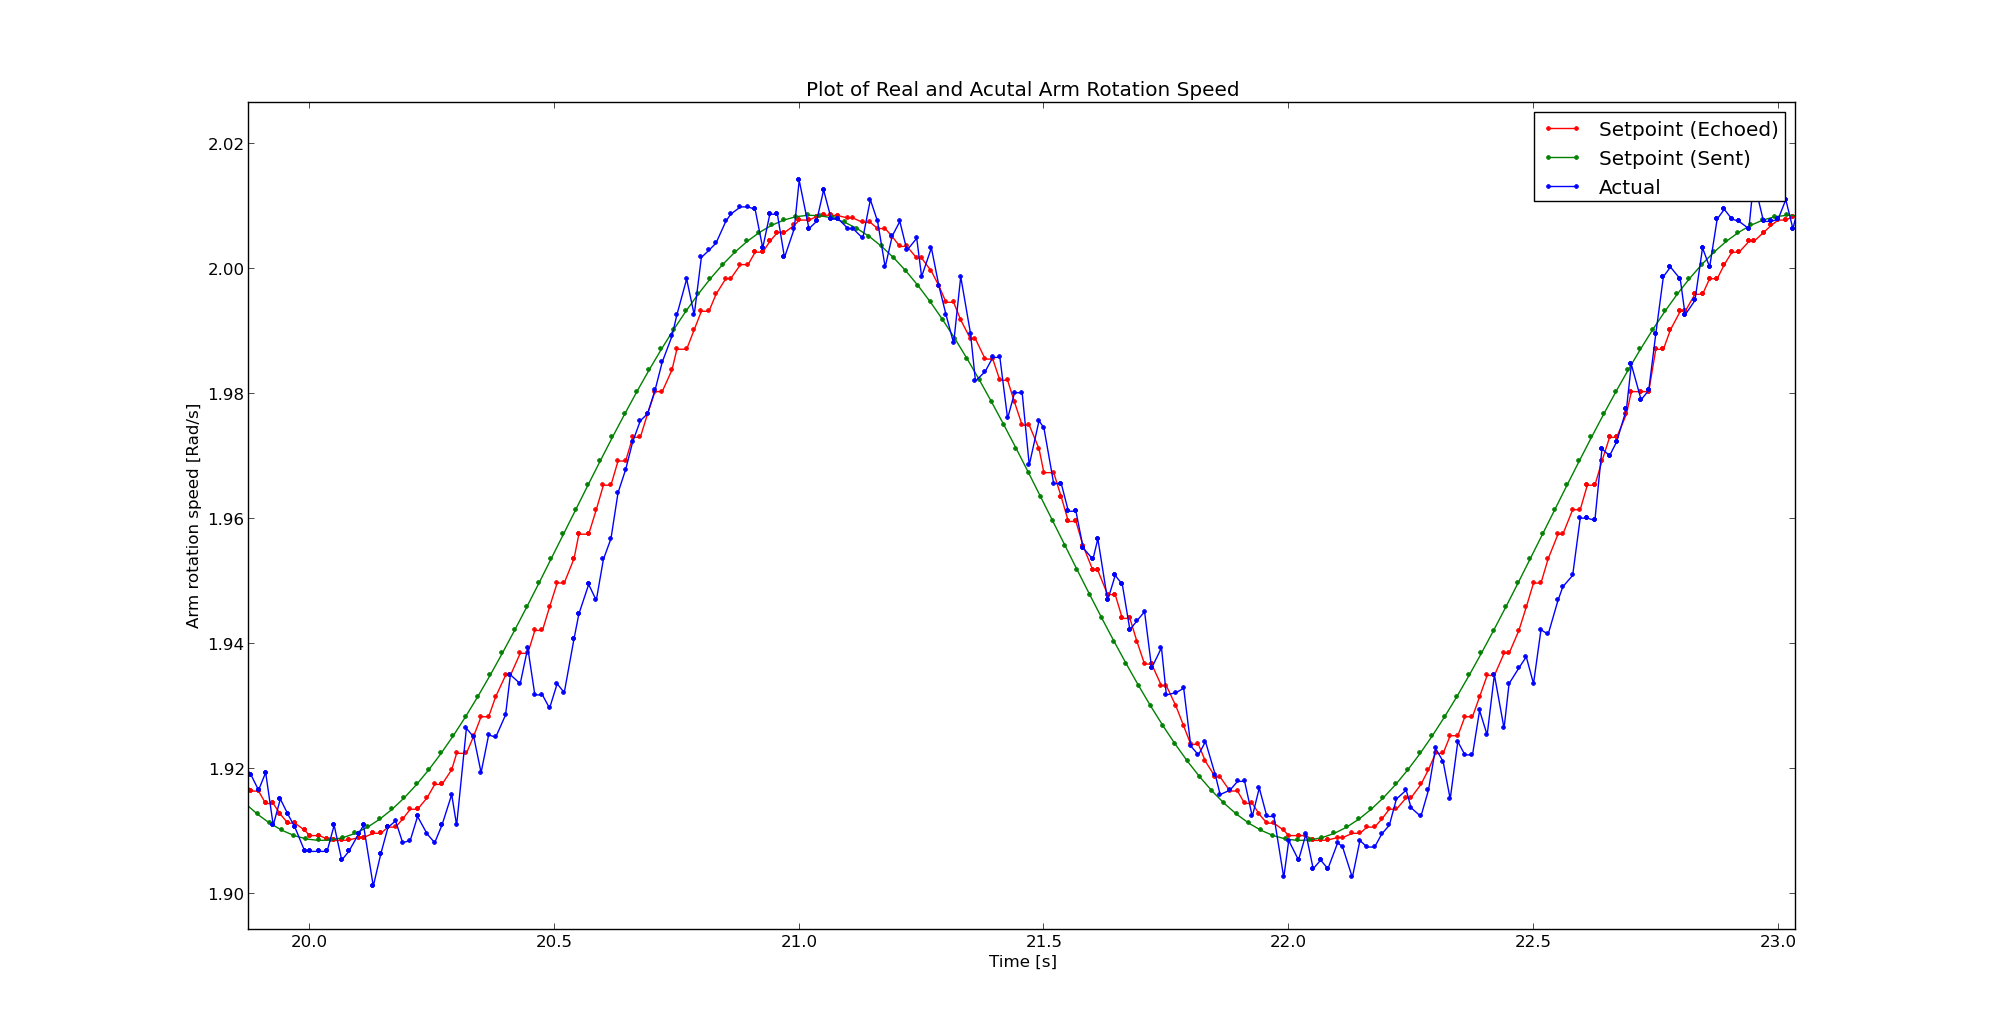 Plot of Real and Acutal Arm Rotation Speed
Setpoint (Echoed)
Setpoint (Sent)
Actual
2.02
2.00
1.98
1.96
1.94
1.92
1.90
Arm rotation speed [Rad/s]
20.0 20.5 21.0 21.5 22.0 22.5 23.0
Time [s]